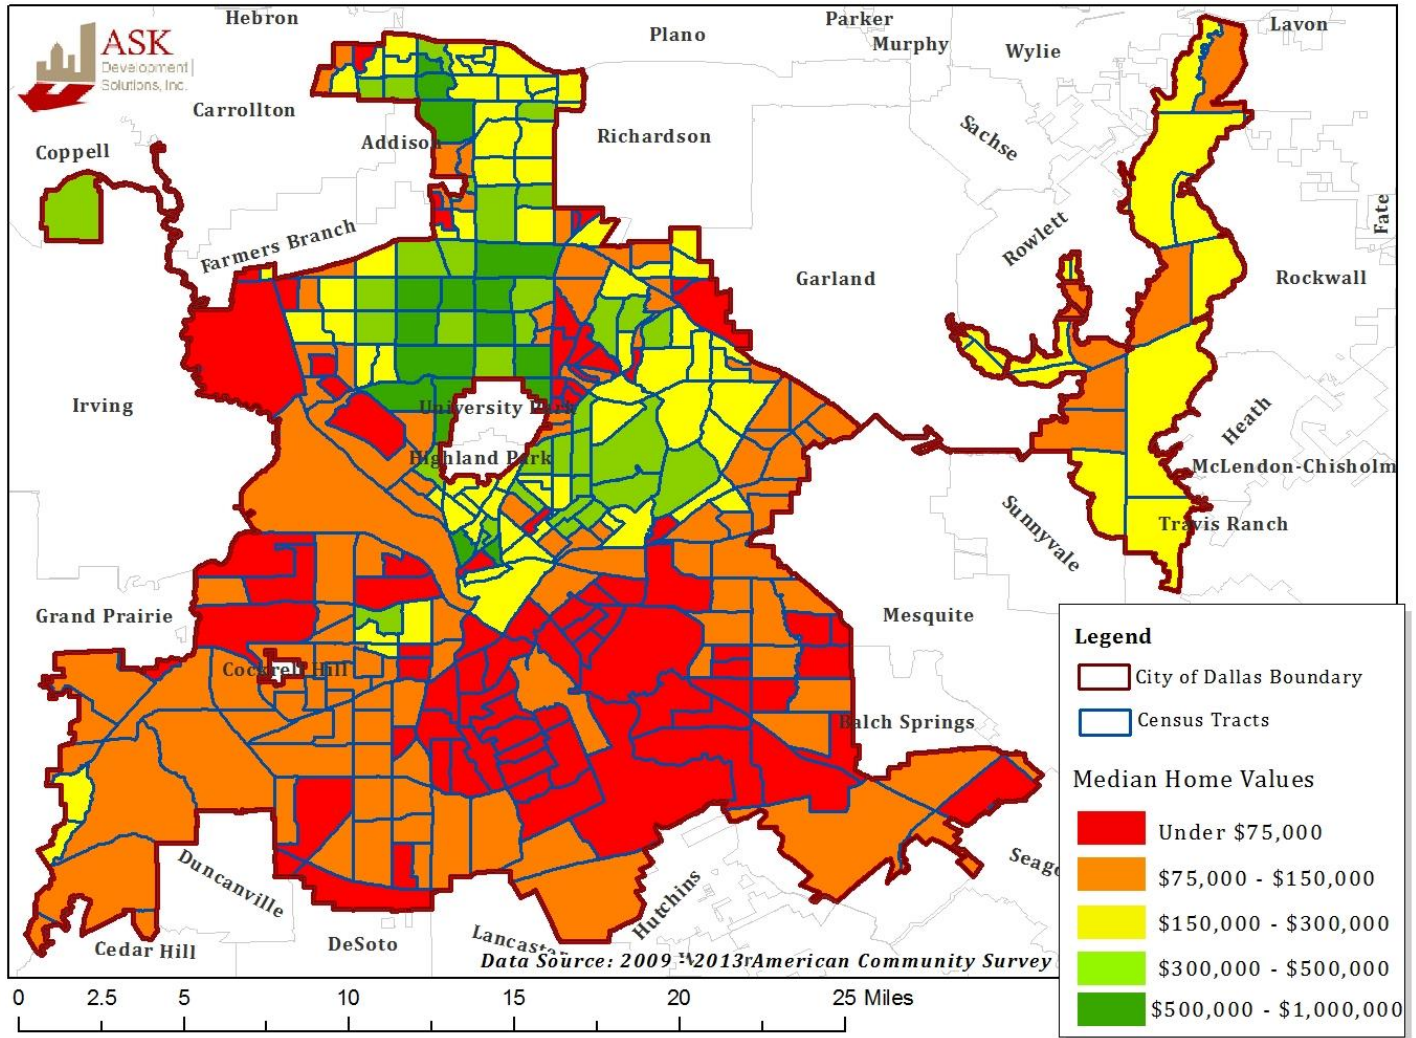 ASK
Development
Solutions, Inc.
Hebron
Plano
Parker
Murphy
Wylie
Lavon
Carrollton
Addison
Richardson
Sachse
Coppell
Farmers Branch
Rowlett
Fate
Garland
Rockwall
Irving
University Park
Highland Park
Heath
McLendon-Chisholm
Sunnyvale
Travis Ranch
Grand Prairie
Mesquite
Cockrell Hill
Balch Springs
Duncanville
Seago
Hutchins
Cedar Hill
DeSoto
Lancaster
Data Source: 2009 - 2013 American Community Survey
Legend
City of Dallas Boundary
Census Tracts
Median Home Values
Under $75,000
$75,000 - $150,000
$150,000 - $300,000
$300,000 - $500,000
$500,000 - $1,000,000
0 2.5 5 10 15 20 25 Miles